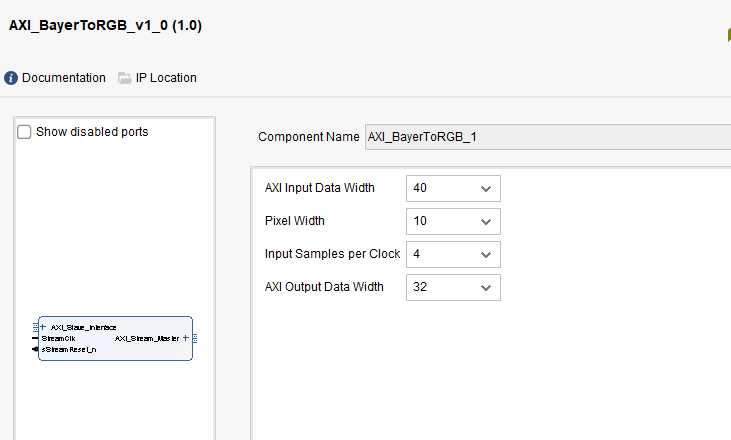 AXI_BayerToRGB_v1_0 (1.0)
Documentation IP Location
Show disabled ports
Component Name AXI_BayerToRGB_1
AXI Input Data Width 40
Pixel Width 10
Input Samples per Clock 4
AXI Output Data Width 32
AXI_Slave_Interface
StreamClk AXI_Stream_Master
sStreamReset_n